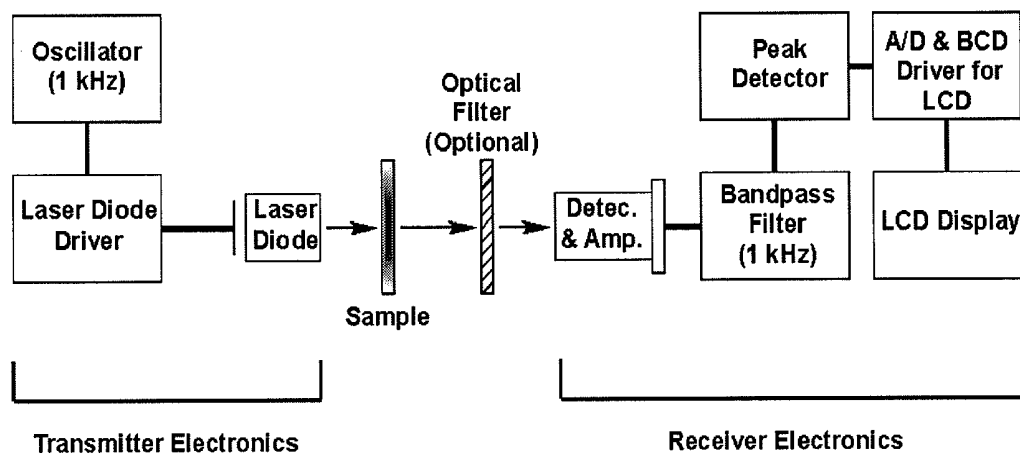 Oscillator
(1 kHz)
Laser Diode
Driver
Laser
Diode
Sample
Optical
Filter
(Optional)
Detec.
& Amp.
Bandpass
Filter
(1 kHz)
Peak
Detector
A/D & BCD
Driver for
LCD
LCD Display
Transmitter Electronics
Receiver Electronics